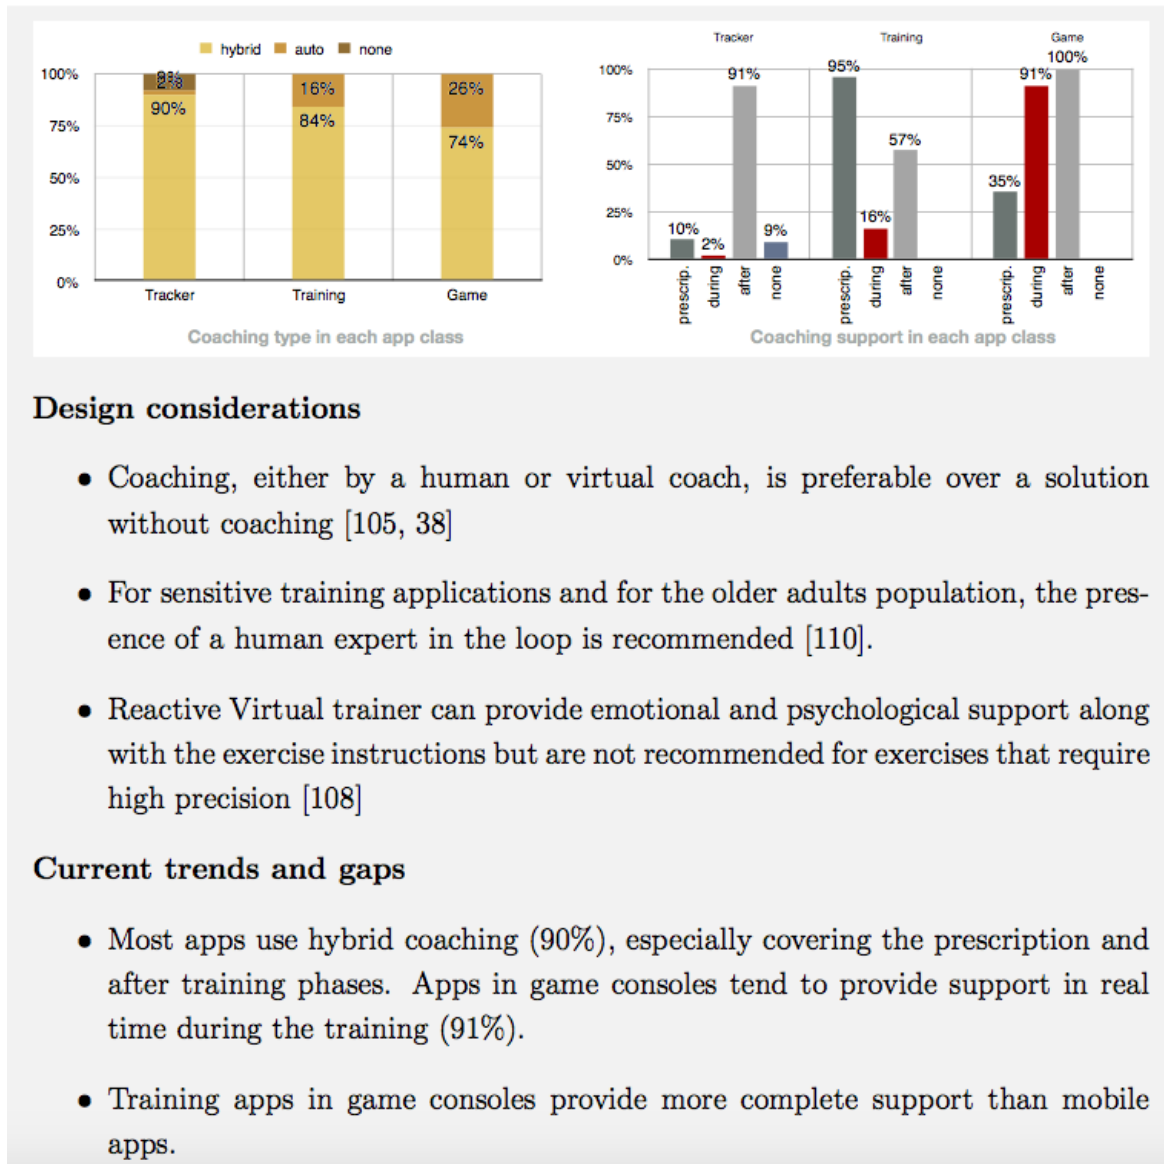 hybrid auto none
100%
75%
50%
25%
0%
9%
2%
90%
16%
84%
26%
74%
Tracker Training Game
Coaching type in each app class
Tracker Training Game
100%
75%
50%
25%
0%
10% 2% 91% 9%
95% 16% 57%
35% 91% 100%
prescrip. during after none
prescrip. during after none
prescrip. during after none
Coaching support in each app class
Design considerations
• Coaching, either by a human or virtual coach, is preferable over a solution
without coaching [105, 38]
• For sensitive training applications and for the older adults population, the pres-
ence of a human expert in the loop is recommended [110].
• Reactive Virtual trainer can provide emotional and psychological support along
with the exercise instructions but are not recommended for exercises that require
high precision [108]
Current trends and gaps
• Most apps use hybrid coaching (90%), especially covering the prescription and
after training phases. Apps in game consoles tend to provide support in real
time during the training (91%).
• Training apps in game consoles provide more complete support than mobile
apps.